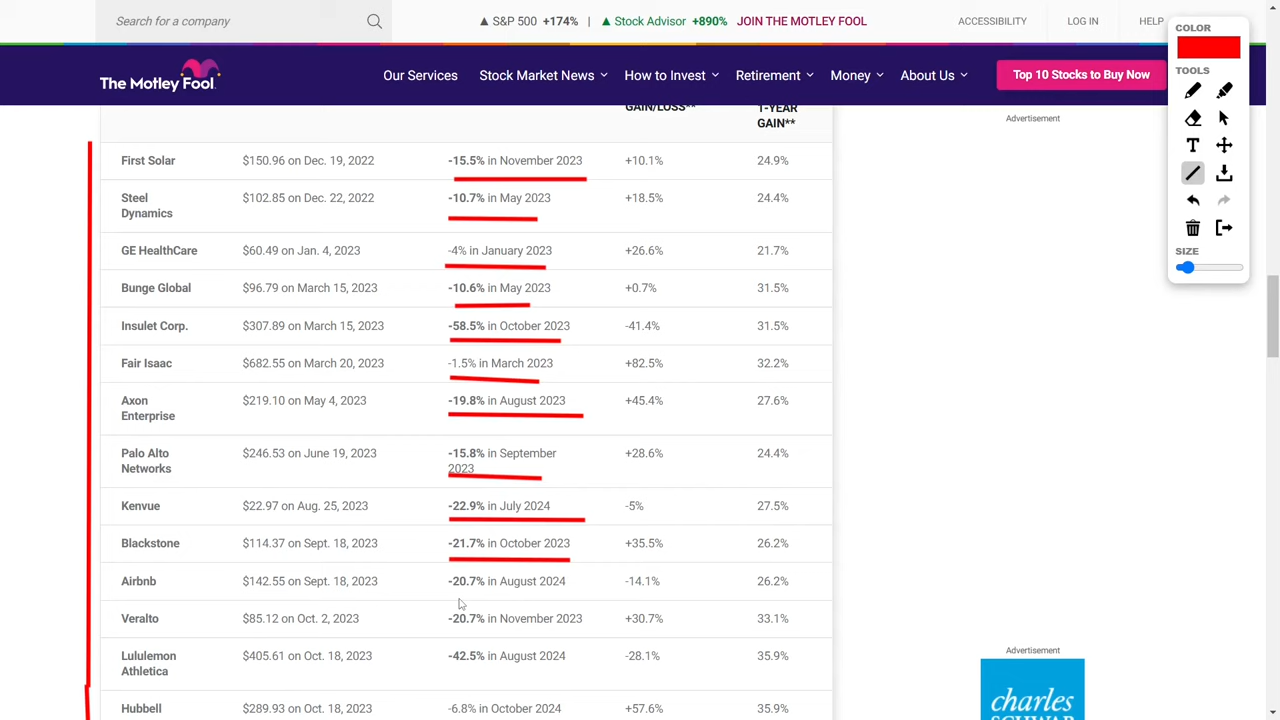 Search for a company
S&P 500 +174% | Stock Advisor +890% JOIN THE MOTLEY FOOL
ACCESSIBILITY
LOG IN
HELP
The Motley Fool
Our Services
Stock Market News
How to Invest
Retirement
Money
About Us
Top 10 Stocks to Buy Now
COLOR
TOOLS
T
SIZE
GAIN/LOSS**
1-YEAR
GAIN**
Advertisement
First Solar $150.96 on Dec. 19, 2022 -15.5% in November 2023 +10.1% 24.9%
Steel
Dynamics $102.85 on Dec. 22, 2022 -10.7% in May 2023 +18.5% 24.4%
GE HealthCare $60.49 on Jan. 4, 2023 -4% in January 2023 +26.6% 21.7%
Bunge Global $96.79 on March 15, 2023 -10.6% in May 2023 +0.7% 31.5%
Insulet Corp. $307.89 on March 15, 2023 -58.5% in October 2023 -41.4% 31.5%
Fair Isaac $682.55 on March 20, 2023 -1.5% in March 2023 +82.5% 32.2%
Axon
Enterprise $219.10 on May 4, 2023 -19.8% in August 2023 +45.4% 27.6%
Palo Alto
Networks $246.53 on June 19, 2023 -15.8% in September
2023 +28.6% 24.4%
Kenvue $22.97 on Aug. 25, 2023 -22.9% in July 2024 -5% 27.5%
Blackstone $114.37 on Sept. 18, 2023 -21.7% in October 2023 +35.5% 26.2%
Airbnb $142.55 on Sept. 18, 2023 -20.7% in August 2024 -14.1% 26.2%
Veralto $85.12 on Oct. 2, 2023 -20.7% in November 2023 +30.7% 33.1%
Lululemon
Athletica $405.61 on Oct. 18, 2023 -42.5% in August 2024 -28.1% 35.9%
Hubbell $289.93 on Oct. 18, 2023 -6.8% in October 2024 +57.6% 35.9%
Advertisement
charles
SCHWAB